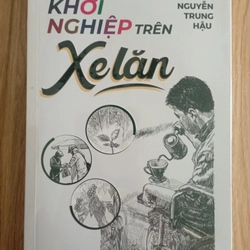 KHỞI
NGHIỆP TRÊN
Xe lăn
NGUYỄN
TRUNG
HẬU